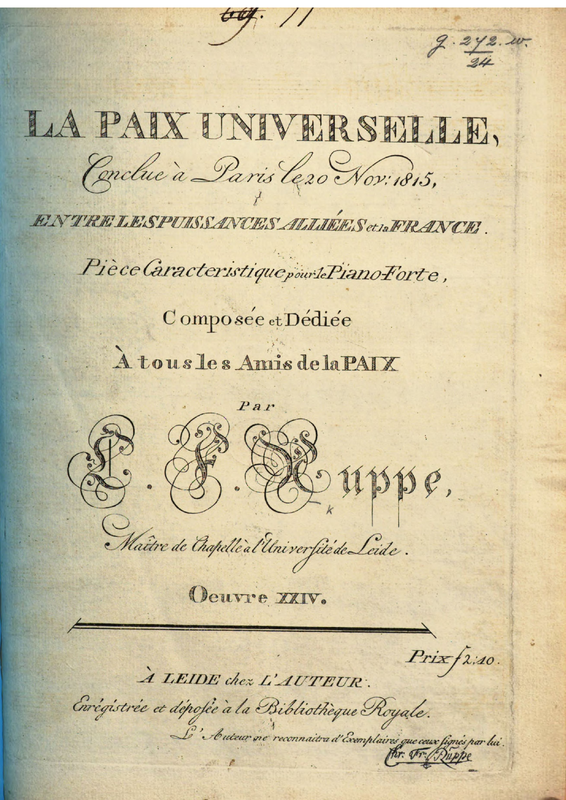 g. 272. w.
24
LA PAIX UNIVERSELLE,
Conclue à Paris le 20 Nov: 1815,
ENTRE LES PUISSANCES ALLIÉES et la FRANCE.
Pièce Caracteristique pour le Piano-Forte,
Composée et Dédiée
À tous les Amis de la PAIX
Par
C. F. Ruppe,
Maître de Chapelle à l'Université de Leide.
Oeuvre XXIV.
Prix f 2:10.
À LEIDE chez L'AUTEUR.
Enrégistrée et déposée à la Bibliothèque Royale.
L'Auteur ne reconnaitra d'Exemplaires que ceux signés par lui
Chr. Fr. Ruppe